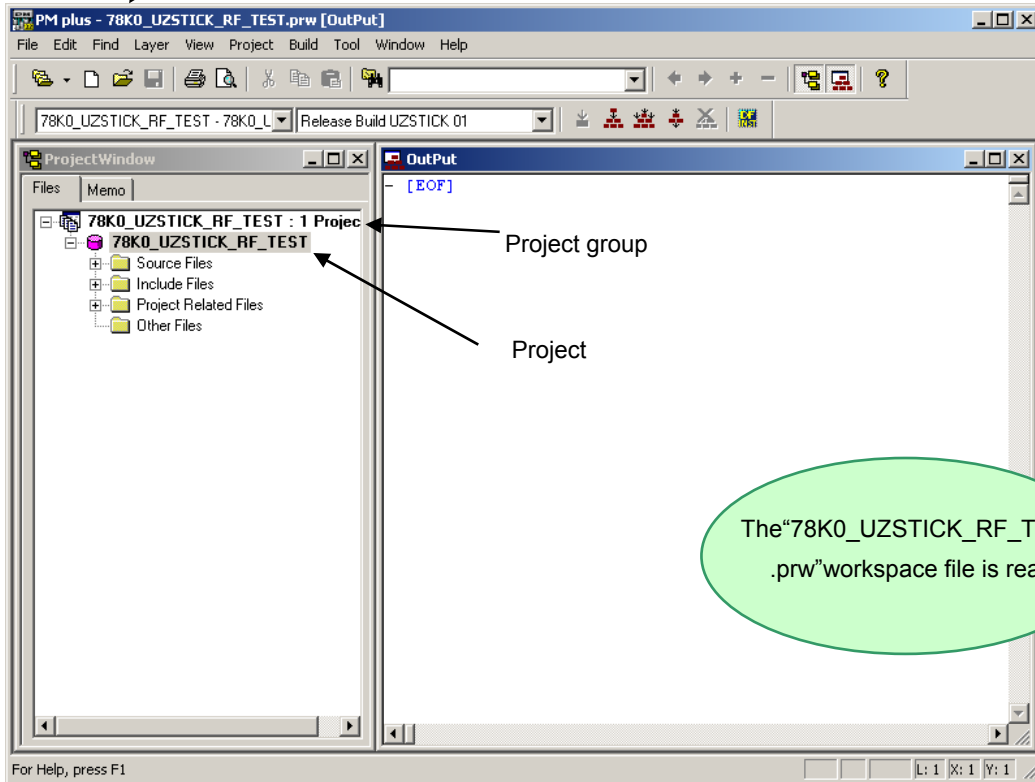 PM plus - 78K0_UZSTICK_RF_TEST.prw [OutPut]
File Edit Find Layer View Project Build Tool Window Help
78K0_UZSTICK_RF_TEST - 78K0_L Release Build UZSTICK 01
ProjectWindow
Files Memo
78K0_UZSTICK_RF_TEST : 1 Projec
78K0_UZSTICK_RF_TEST
Source Files
Include Files
Project Related Files
Other Files
OutPut
[EOF]
Project group
Project
The“78K0_UZSTICK_RF_T
.prw”workspace file is rea
For Help, press F1
L: 1 X: 1 Y: 1